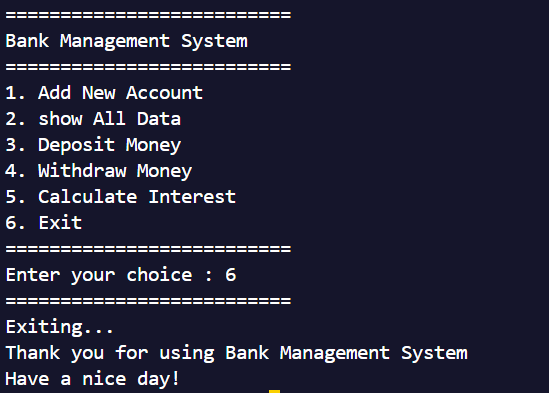 ==========================
Bank Management System
==========================
1. Add New Account
2. show All Data
3. Deposit Money
4. Withdraw Money
5. Calculate Interest
6. Exit
==========================
Enter your choice : 6
==========================
Exiting...
Thank you for using Bank Management System
Have a nice day!